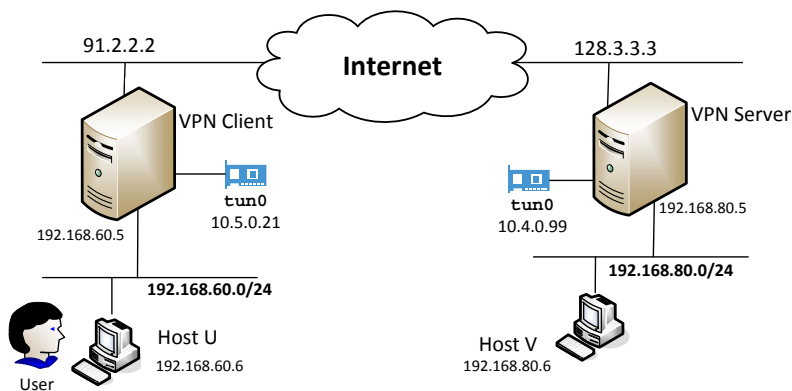 91.2.2.2
128.3.3.3
Internet
VPN Client
VPN Server
tun0
10.5.0.21
tun0
10.4.0.99
192.168.60.5
192.168.80.5
192.168.60.0/24
192.168.80.0/24
Host U
192.168.60.6
Host V
192.168.80.6
User